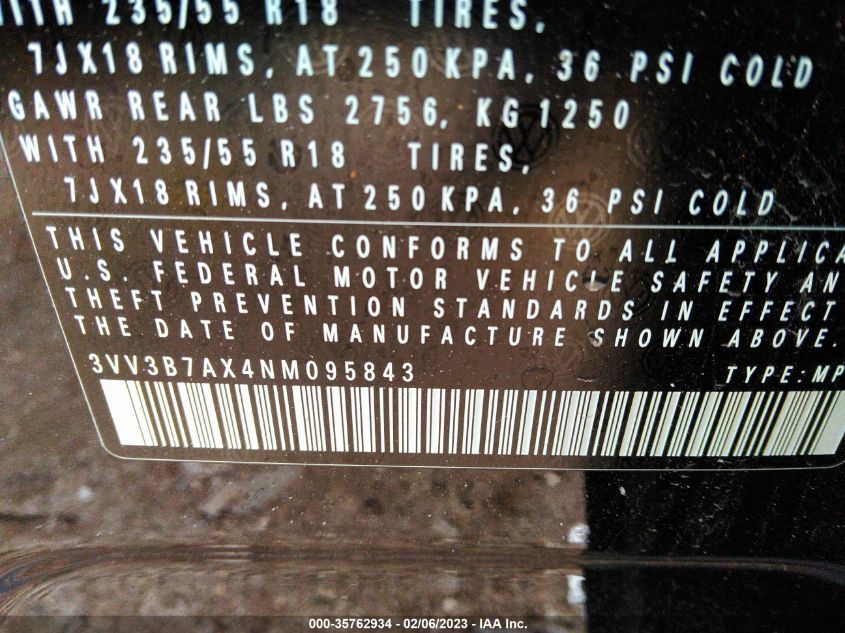 WITH 235/55 R18 TIRES,
7JX18 RIMS, AT 250 KPA, 36 PSI COLD
GAWR REAR LBS 2756, KG 1250
WITH 235/55 R18 TIRES,
7JX18 RIMS, AT 250 KPA, 36 PSI COLD
THIS VEHICLE CONFORMS TO ALL APPLICA
U.S. FEDERAL MOTOR VEHICLE SAFETY AN
THEFT PREVENTION STANDARDS IN EFFECT
THE DATE OF MANUFACTURE SHOWN ABOVE.
3VV3B7AX4NM095843 TYPE:MP
000-35762934 - 02/06/2023 - IAA Inc.